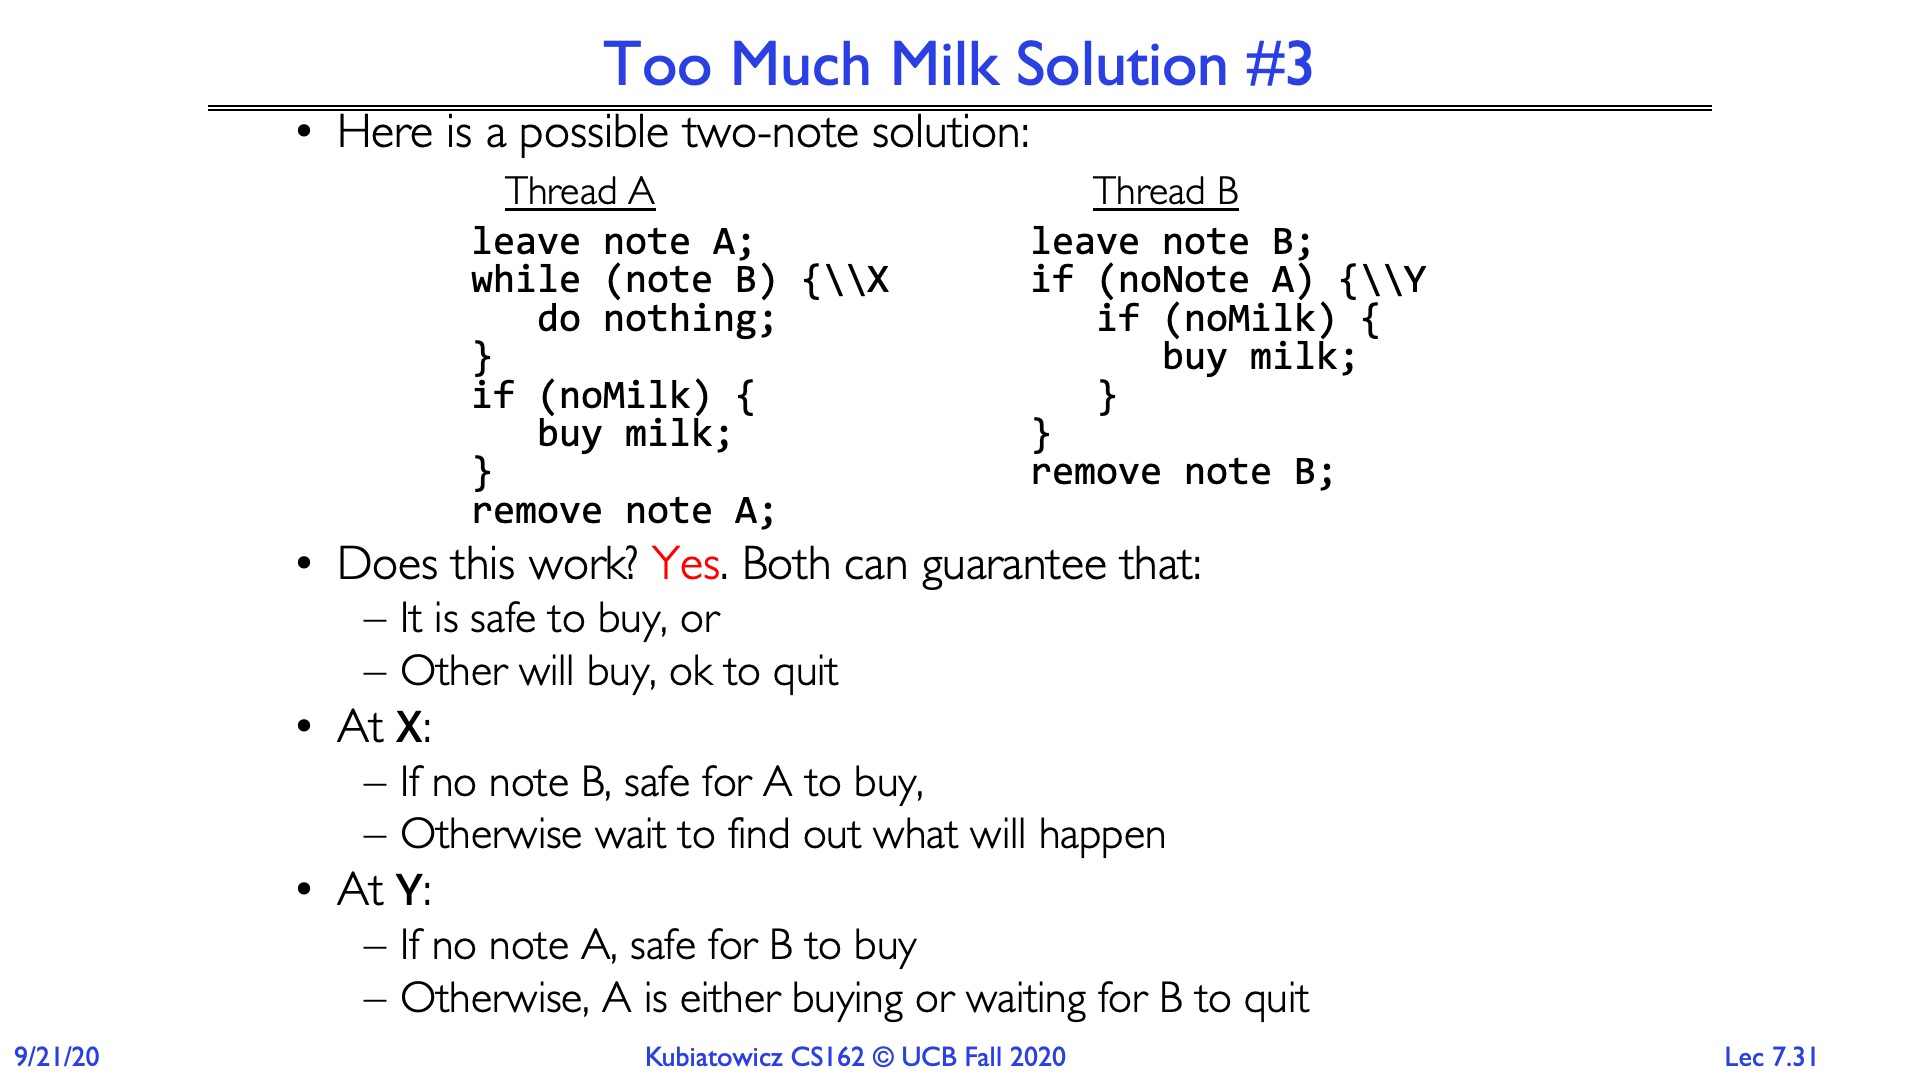 Too Much Milk Solution #3
• Here is a possible two-note solution:
Thread A
leave note A;
while (note B) {\\X
do nothing;
}
if (noMilk) {
buy milk;
}
remove note A;
Thread B
leave note B;
if (noNote A) {\\Y
if (noMilk) {
buy milk;
}
}
remove note B;
• Does this work? Yes. Both can guarantee that:
– It is safe to buy, or
– Other will buy, ok to quit
• At X:
– If no note B, safe for A to buy,
– Otherwise wait to find out what will happen
• At Y:
– If no note A, safe for B to buy
– Otherwise, A is either buying or waiting for B to quit
9/21/20
Kubiatowicz CS162 © UCB Fall 2020
Lec 7.31